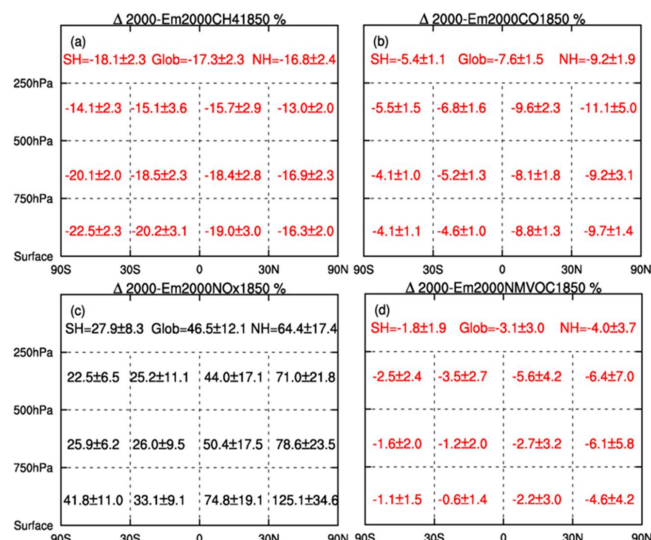 Δ 2000-Em2000CH41850 %
(a)
SH=-18.1±2.3 Glob=-17.3±2.3 NH=-16.8±2.4
250hPa
-14.1±2.3 -15.1±3.6 -15.7±2.9 -13.0±2.0
500hPa
-20.1±2.0 -18.5±2.3 -18.4±2.8 -16.9±2.3
750hPa
-22.5±2.3 -20.2±3.1 -19.0±3.0 -16.3±2.0
Surface
90S 30S 0 30N 90N
Δ 2000-Em2000CO1850 %
(b)
SH=-5.4±1.1 Glob=-7.6±1.5 NH=-9.2±1.9
-5.5±1.5 -6.8±1.6 -9.6±2.3 -11.1±5.0
-4.1±1.0 -5.2±1.3 -8.1±1.8 -9.2±3.1
-4.1±1.1 -4.6±1.0 -8.8±1.3 -9.7±1.4
90S 30S 0 30N 90N
Δ 2000-Em2000NOx1850 %
(c)
SH=27.9±8.3 Glob=46.5±12.1 NH=64.4±17.4
250hPa
22.5±6.5 25.2±11.1 44.0±17.1 71.0±21.8
500hPa
25.9±6.2 26.0±9.5 50.4±17.5 78.6±23.5
750hPa
41.8±11.0 33.1±9.1 74.8±19.1 125.1±34.6
Surface
90S 30S 0 30N 90N
Δ 2000-Em2000NMVOC1850 %
(d)
SH=-1.8±1.9 Glob=-3.1±3.0 NH=-4.0±3.7
-2.5±2.4 -3.5±2.7 -5.6±4.2 -6.4±7.0
-1.6±2.0 -1.2±2.0 -2.7±3.2 -6.1±5.8
-1.1±1.5 -0.6±1.4 -2.2±3.0 -4.6±4.2
90S 30S 0 30N 90N